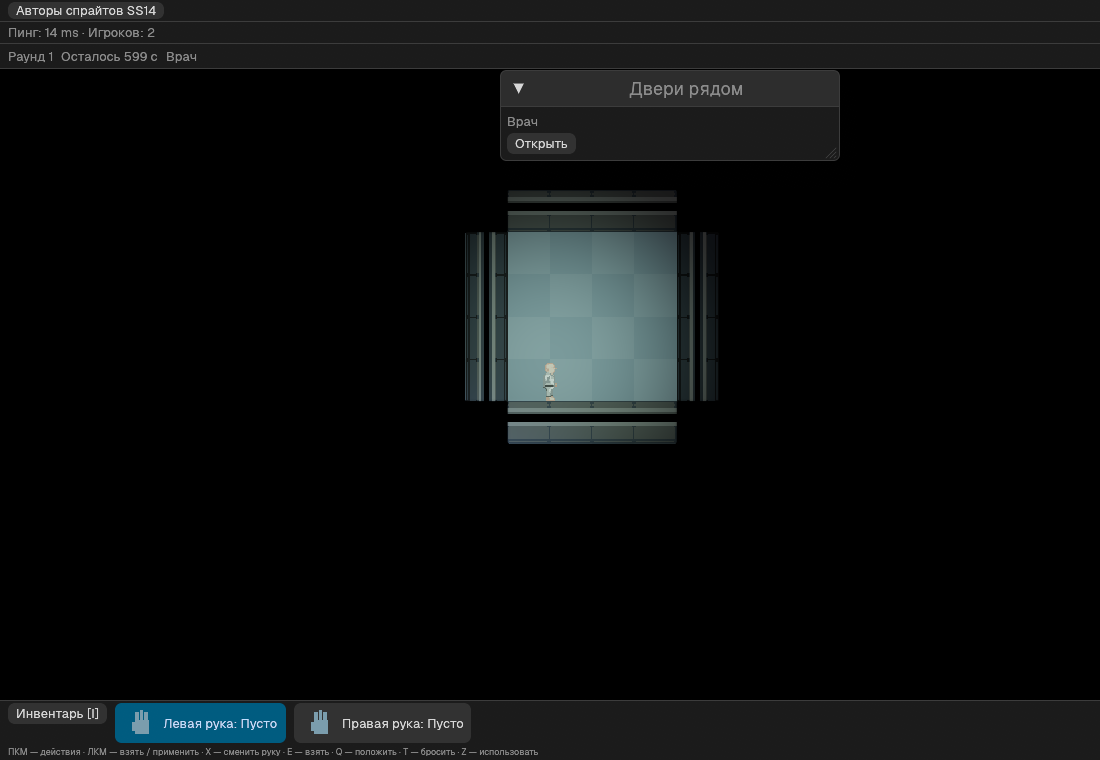 Авторы спрайтов SS14
Пинг: 14 ms · Игроков: 2
Раунд 1 Осталось 599 с Врач
▼ Двери рядом
Врач
Открыть
Инвентарь [I] Левая рука: Пусто Правая рука: Пусто
ПКМ — действия · ЛКМ — взять / применить · X — сменить руку · E — взять · Q — положить · T — бросить · Z — использовать